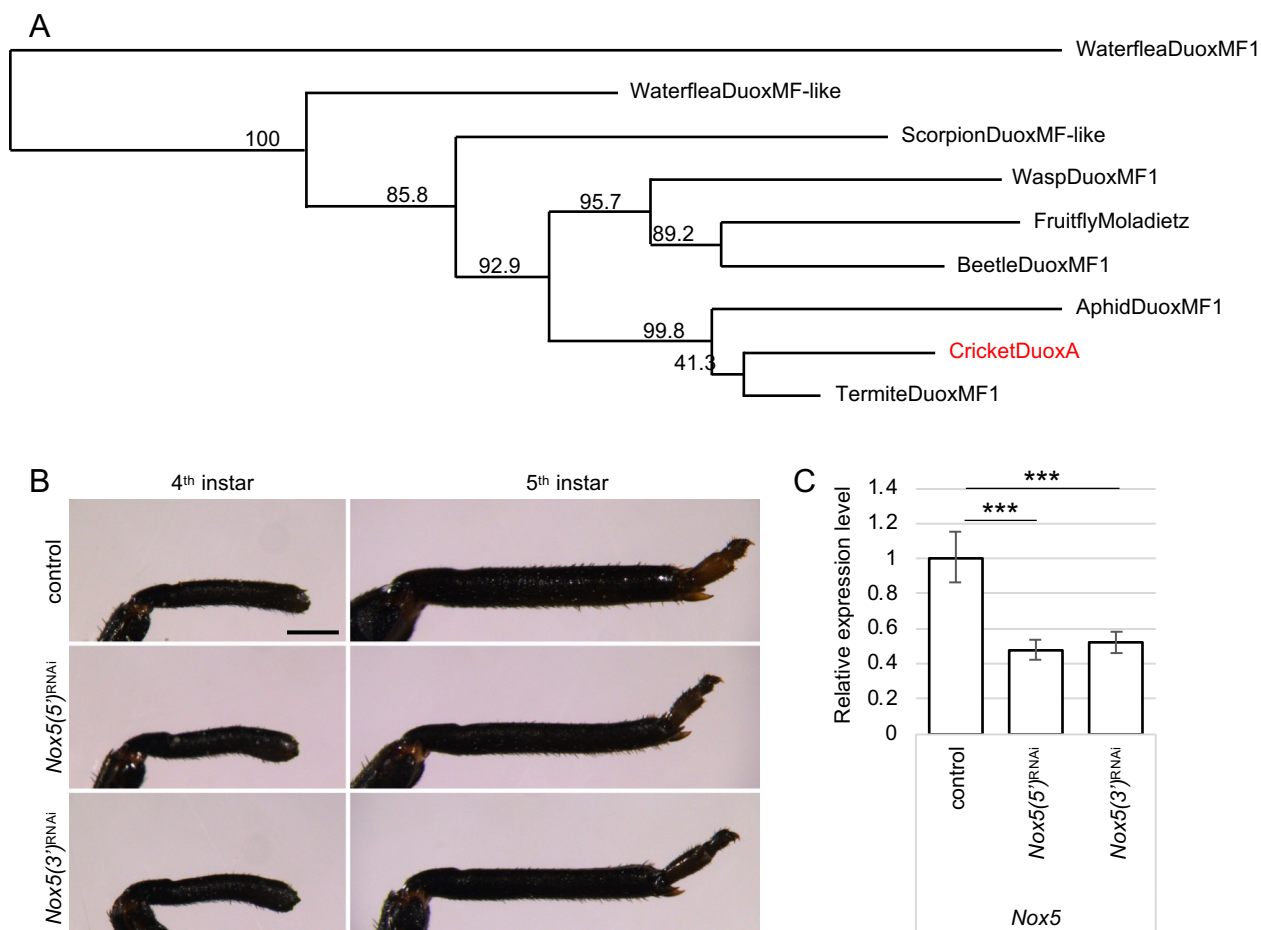 A
WaterfleaDuoxMF1
WaterfleaDuoxMF-like
100
ScorpionDuoxMF-like
WaspDuoxMF1
85.8
95.7
FruitflyMoladietz
89.2
BeetleDuoxMF1
92.9
AphidDuoxMF1
99.8
CricketDuoxA
41.3
TermiteDuoxMF1
B
4th instar
5th instar
control
Nox5(5')RNAi
Nox5(3')RNAi
C
Relative expression level
1.4
1.2
1
0.8
0.6
0.4
0.2
0
***
***
control
Nox5(5')RNAi
Nox5(3')RNAi
Nox5